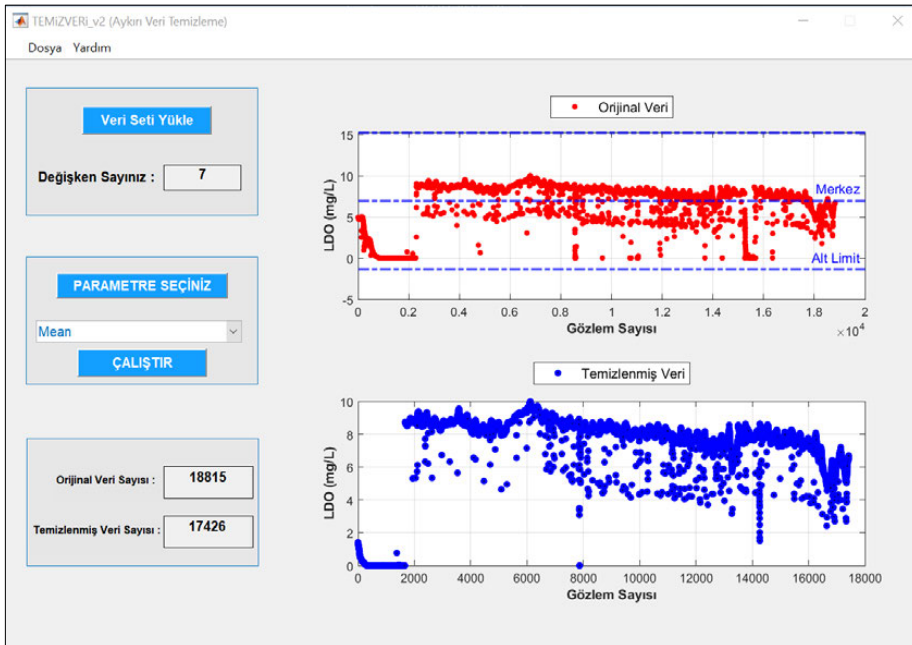 TEMiZVERi_v2 (Aykırı Veri Temizleme)
Dosya Yardım
Veri Seti Yükle
Değişken Sayınız : 7
PARAMETRE SEÇİNİZ
Mean
ÇALIŞTIR
Orijinal Veri Sayısı : 18815
Temizlenmiş Veri Sayısı : 17426
Orijinal Veri
15
10
5
0
-5
LDO (mg/L)
Merkez
Alt Limit
0 0.2 0.4 0.6 0.8 1 1.2 1.4 1.6 1.8 2
×10⁴
Gözlem Sayısı
Temizlenmiş Veri
10
8
6
4
2
0
LDO (mg/L)
0 2000 4000 6000 8000 10000 12000 14000 16000 18000
Gözlem Sayısı